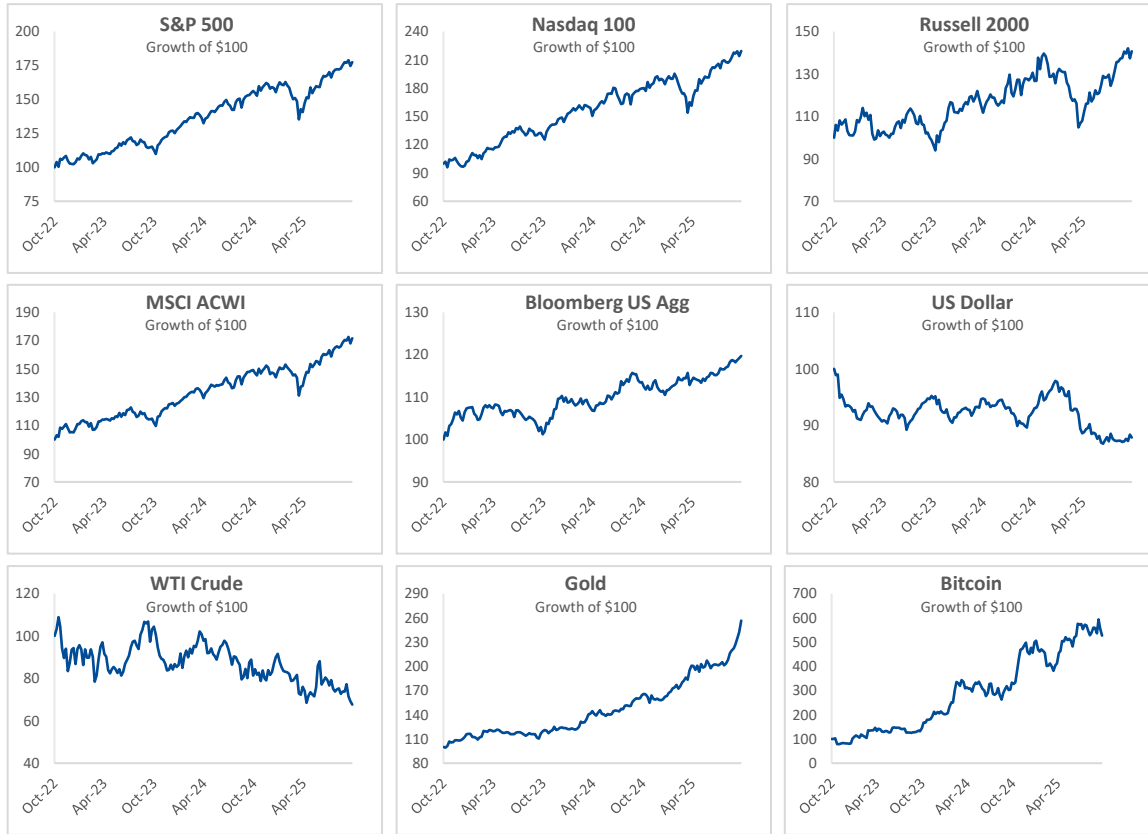 S&P 500
Growth of $100
200
175
150
125
100
75
Oct-22
Apr-23
Oct-23
Apr-24
Oct-24
Apr-25
Nasdaq 100
Growth of $100
240
210
180
150
120
90
60
Oct-22
Apr-23
Oct-23
Apr-24
Oct-24
Apr-25
Russell 2000
Growth of $100
150
130
110
90
70
Oct-22
Apr-23
Oct-23
Apr-24
Oct-24
Apr-25
MSCI ACWI
Growth of $100
190
170
150
130
110
90
70
Oct-22
Apr-23
Oct-23
Apr-24
Oct-24
Apr-25
Bloomberg US Agg
Growth of $100
130
120
110
100
90
Oct-22
Apr-23
Oct-23
Apr-24
Oct-24
Apr-25
US Dollar
Growth of $100
110
100
90
80
Oct-22
Apr-23
Oct-23
Apr-24
Oct-24
Apr-25
WTI Crude
Growth of $100
120
100
80
60
40
Oct-22
Apr-23
Oct-23
Apr-24
Oct-24
Apr-25
Gold
Growth of $100
290
260
230
200
170
140
110
80
Oct-22
Apr-23
Oct-23
Apr-24
Oct-24
Apr-25
Bitcoin
Growth of $100
700
600
500
400
300
200
100
0
Oct-22
Apr-23
Oct-23
Apr-24
Oct-24
Apr-25